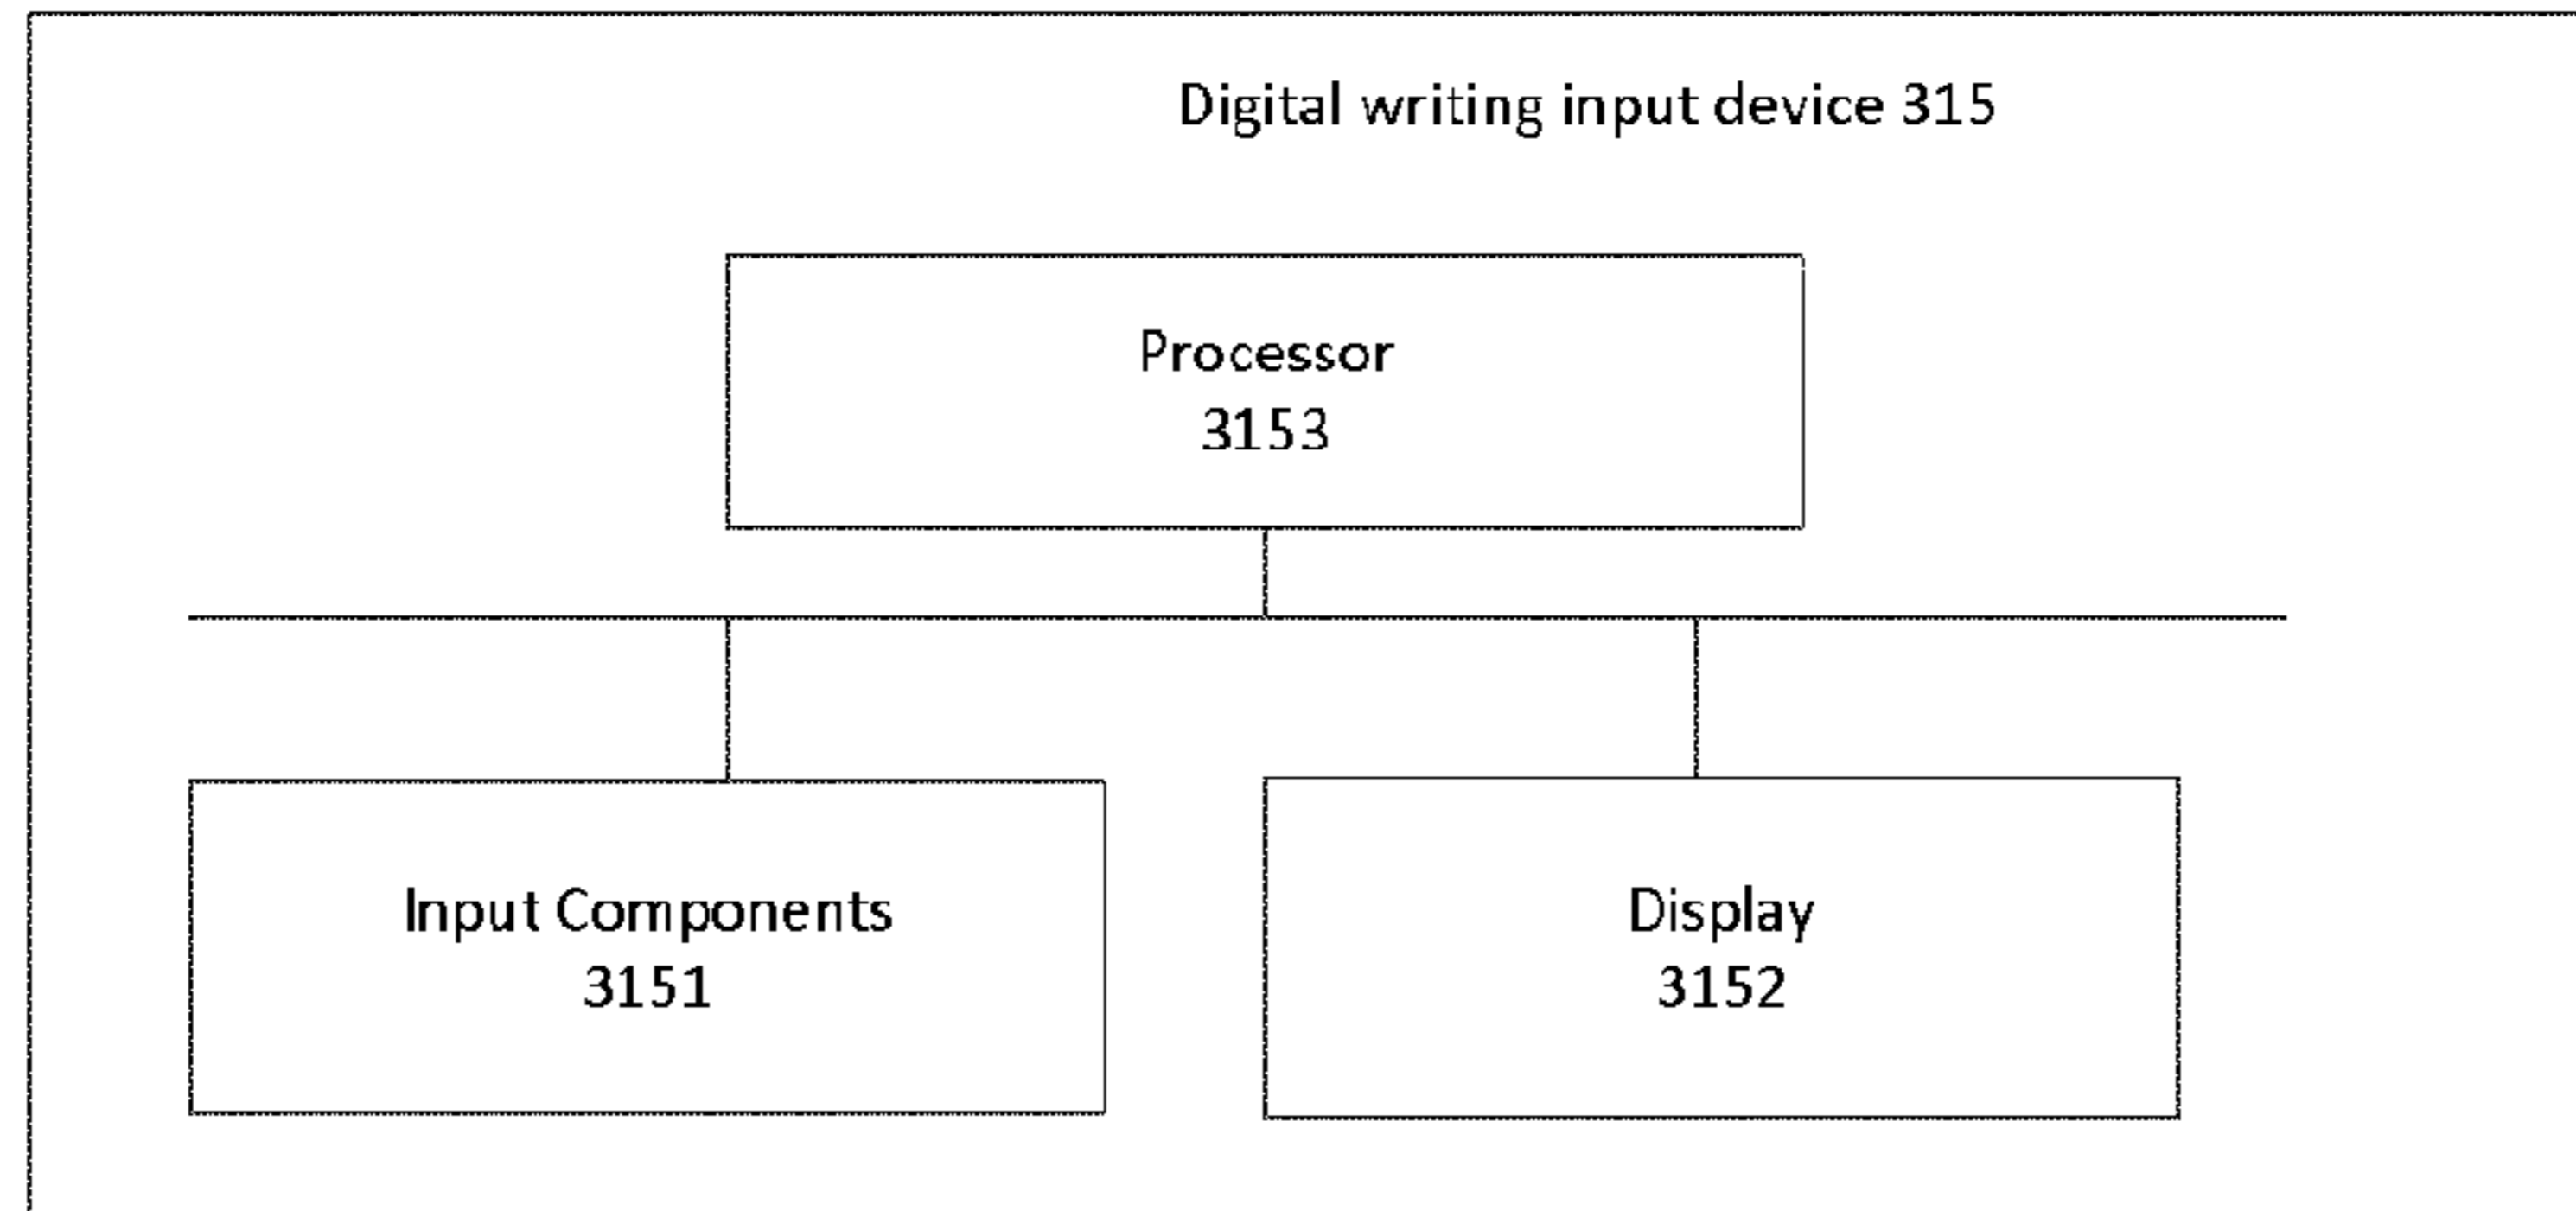 Digital writing input device 315
Processor
3153
Input Components
3151
Display
3152